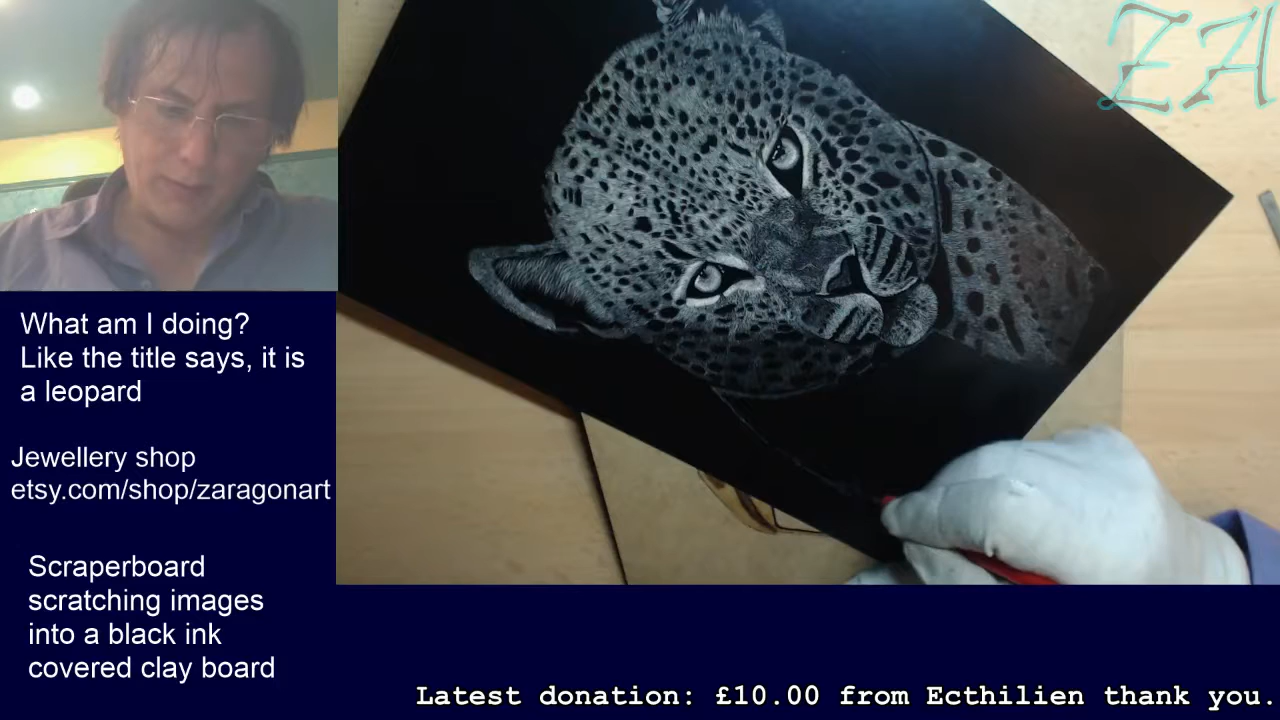 ZA
What am I doing?
Like the title says, it is
a leopard
Jewellery shop
etsy.com/shop/zaragonart
Scraperboard
scratching images
into a black ink
covered clay board
Latest donation: £10.00 from Ecthilien thank you.